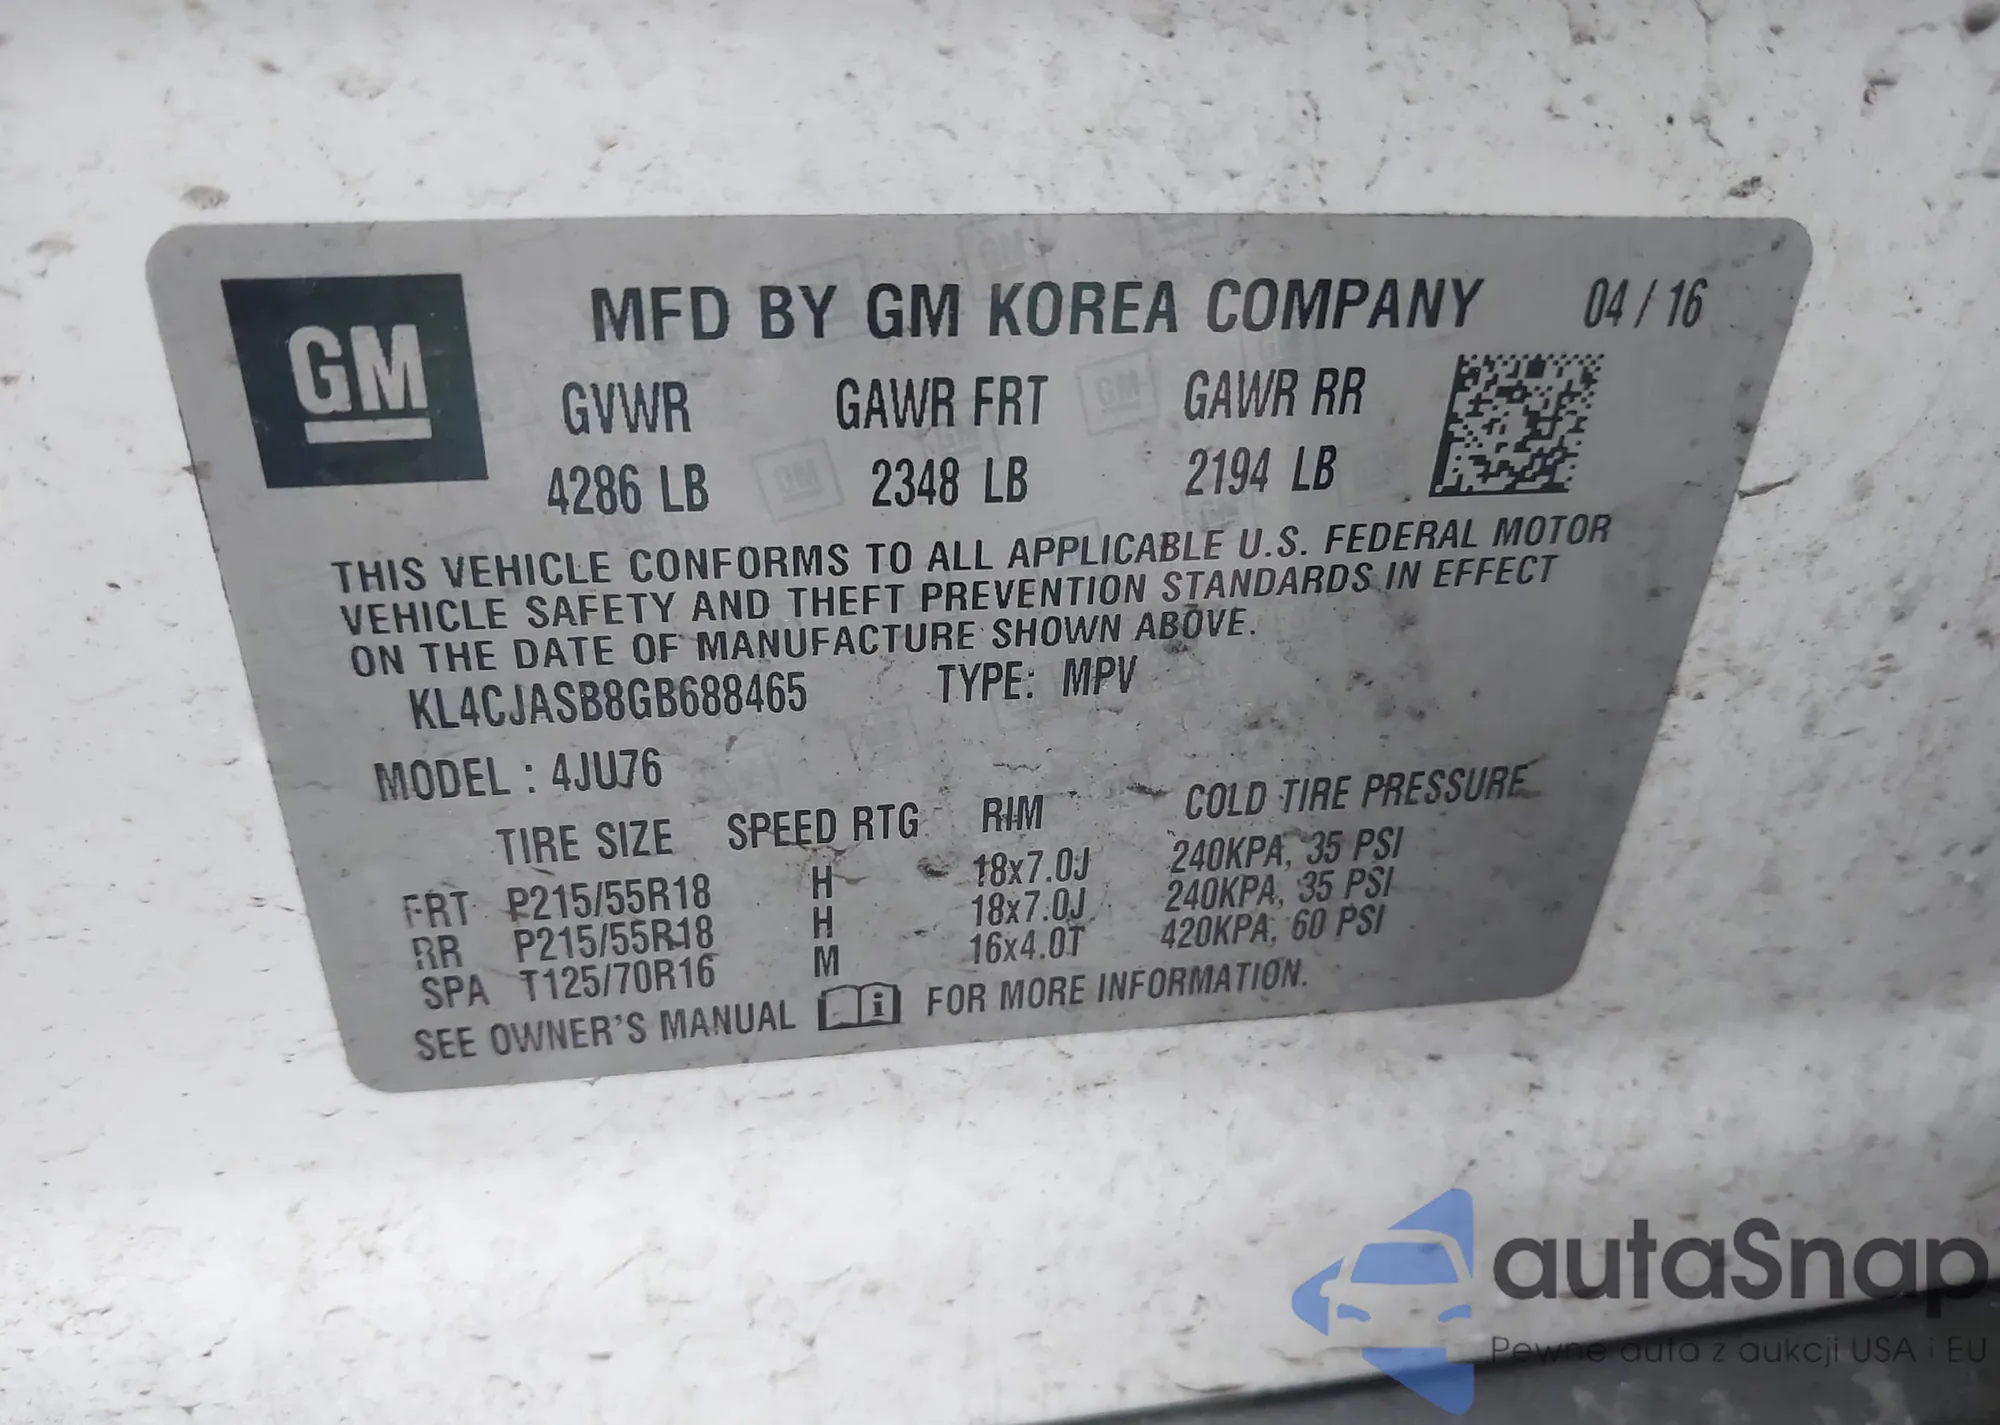 GM
MFD BY GM KOREA COMPANY 04 / 16
GVWR GAWR FRT GAWR RR
4286 LB 2348 LB 2194 LB
THIS VEHICLE CONFORMS TO ALL APPLICABLE U.S. FEDERAL MOTOR
VEHICLE SAFETY AND THEFT PREVENTION STANDARDS IN EFFECT
ON THE DATE OF MANUFACTURE SHOWN ABOVE.
KL4CJASB8GB688465 TYPE: MPV
MODEL : 4JU76
TIRE SIZE SPEED RTG RIM COLD TIRE PRESSURE
FRT P215/55R18 H 18x7.0J 240KPA, 35 PSI
RR P215/55R18 H 18x7.0J 240KPA, 35 PSI
SPA T125/70R16 M 16x4.0T 420KPA, 60 PSI
SEE OWNER'S MANUAL i FOR MORE INFORMATION.
autaSnap
Pewne auta z aukcji USA i EU